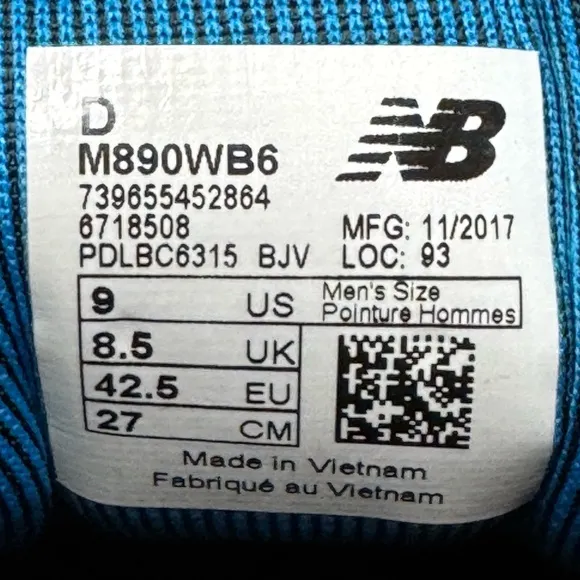 D
M890WB6
NB
739655452864
6718508 MFG: 11/2017
PDLBC6315 BJV LOC: 93
9 US Men's Size
Pointure Hommes
8.5 UK
42.5 EU
27 CM
Made in Vietnam
Fabriqué au Vietnam